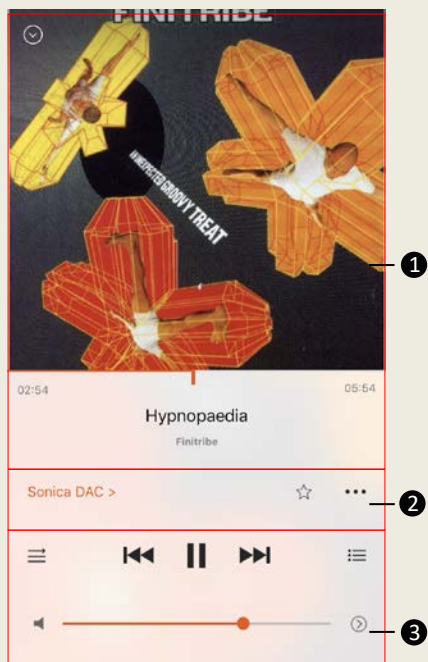 FINITRIBE
AN UNEXPECTED GROOVY TREAT
02:54 05:54
Hypnopaedia
Finitribe
Sonica DAC >
1
2
3